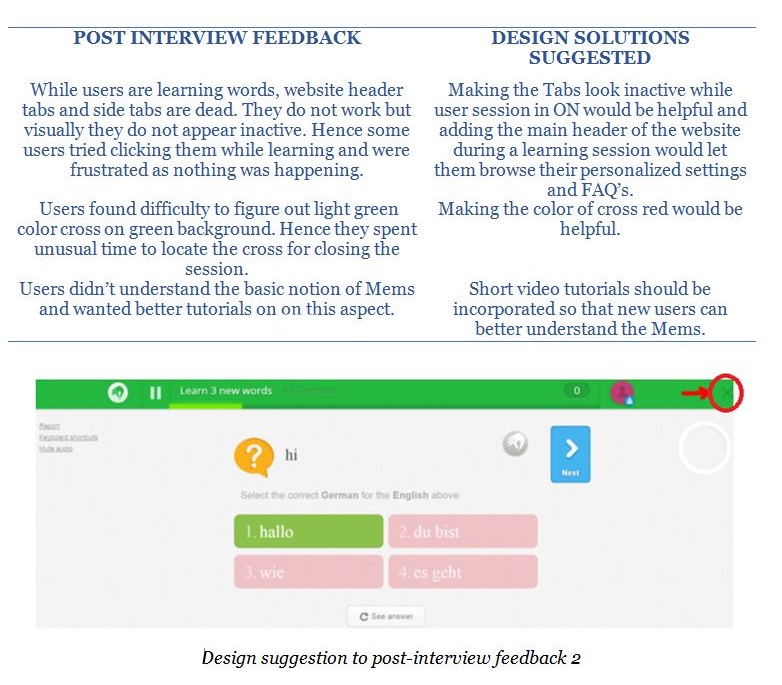 POST INTERVIEW FEEDBACK
DESIGN SOLUTIONS
SUGGESTED
While users are learning words, website header
tabs and side tabs are dead. They do not work but
visually they do not appear inactive. Hence some
users tried clicking them while learning and were
frustrated as nothing was happening.
Making the Tabs look inactive while
user session in ON would be helpful and
adding the main header of the website
during a learning session would let
them browse their personalized settings
and FAQ's.
Users found difficulty to figure out light green
color cross on green background. Hence they spent
unusual time to locate the cross for closing the
session.
Making the color of cross red would be
helpful.
Users didn't understand the basic notion of Mems
and wanted better tutorials on on this aspect.
Short video tutorials should be
incorporated so that new users can
better understand the Mems.
Learn 3 new words A1 German
0
Report
Keyboard shortcuts
Mute audio
? hi
Next
Select the correct German for the English above:
1. hallo
2. du bist
3. wie
4. es geht
See answer
Design suggestion to post-interview feedback 2